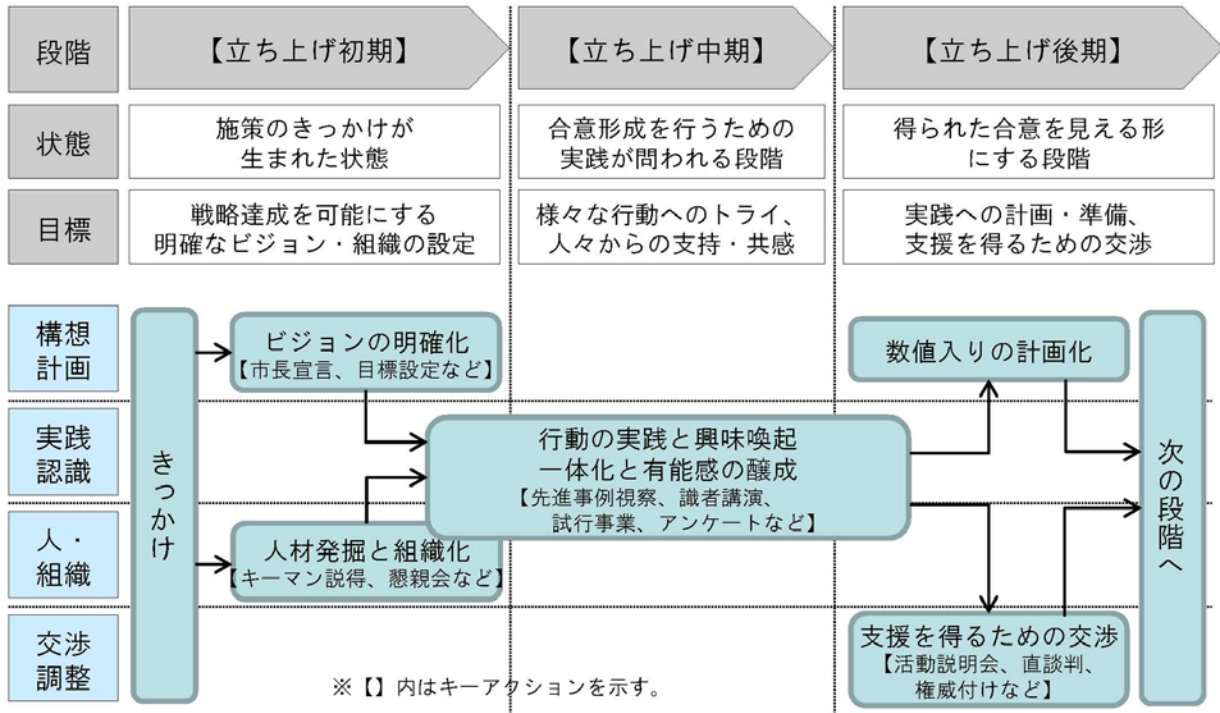 段階
【立ち上げ初期】
【立ち上げ中期】
【立ち上げ後期】
状態
施策のきっかけが
生まれた状態
合意形成を行うための
実践が問われる段階
得られた合意を見える形
にする段階
目標
戦略達成を可能にする
明確なビジョン・組織の設定
様々な行動へのトライ、
人々からの支持・共感
実践への計画・準備、
支援を得るための交渉
構想
計画
実践
認識
人・
組織
交渉
調整
きっかけ
ビジョンの明確化
【市長宣言、目標設定など】
人材発掘と組織化
【キーマン説得、懇親会など】
行動の実践と興味喚起
一体化と有能感の醸成
【先進事例視察、識者講演、
試行事業、アンケートなど】
数値入りの計画化
支援を得るための交渉
【活動説明会、直談判、
権威付けなど】
次の段階へ
※【】内はキーアクションを示す。